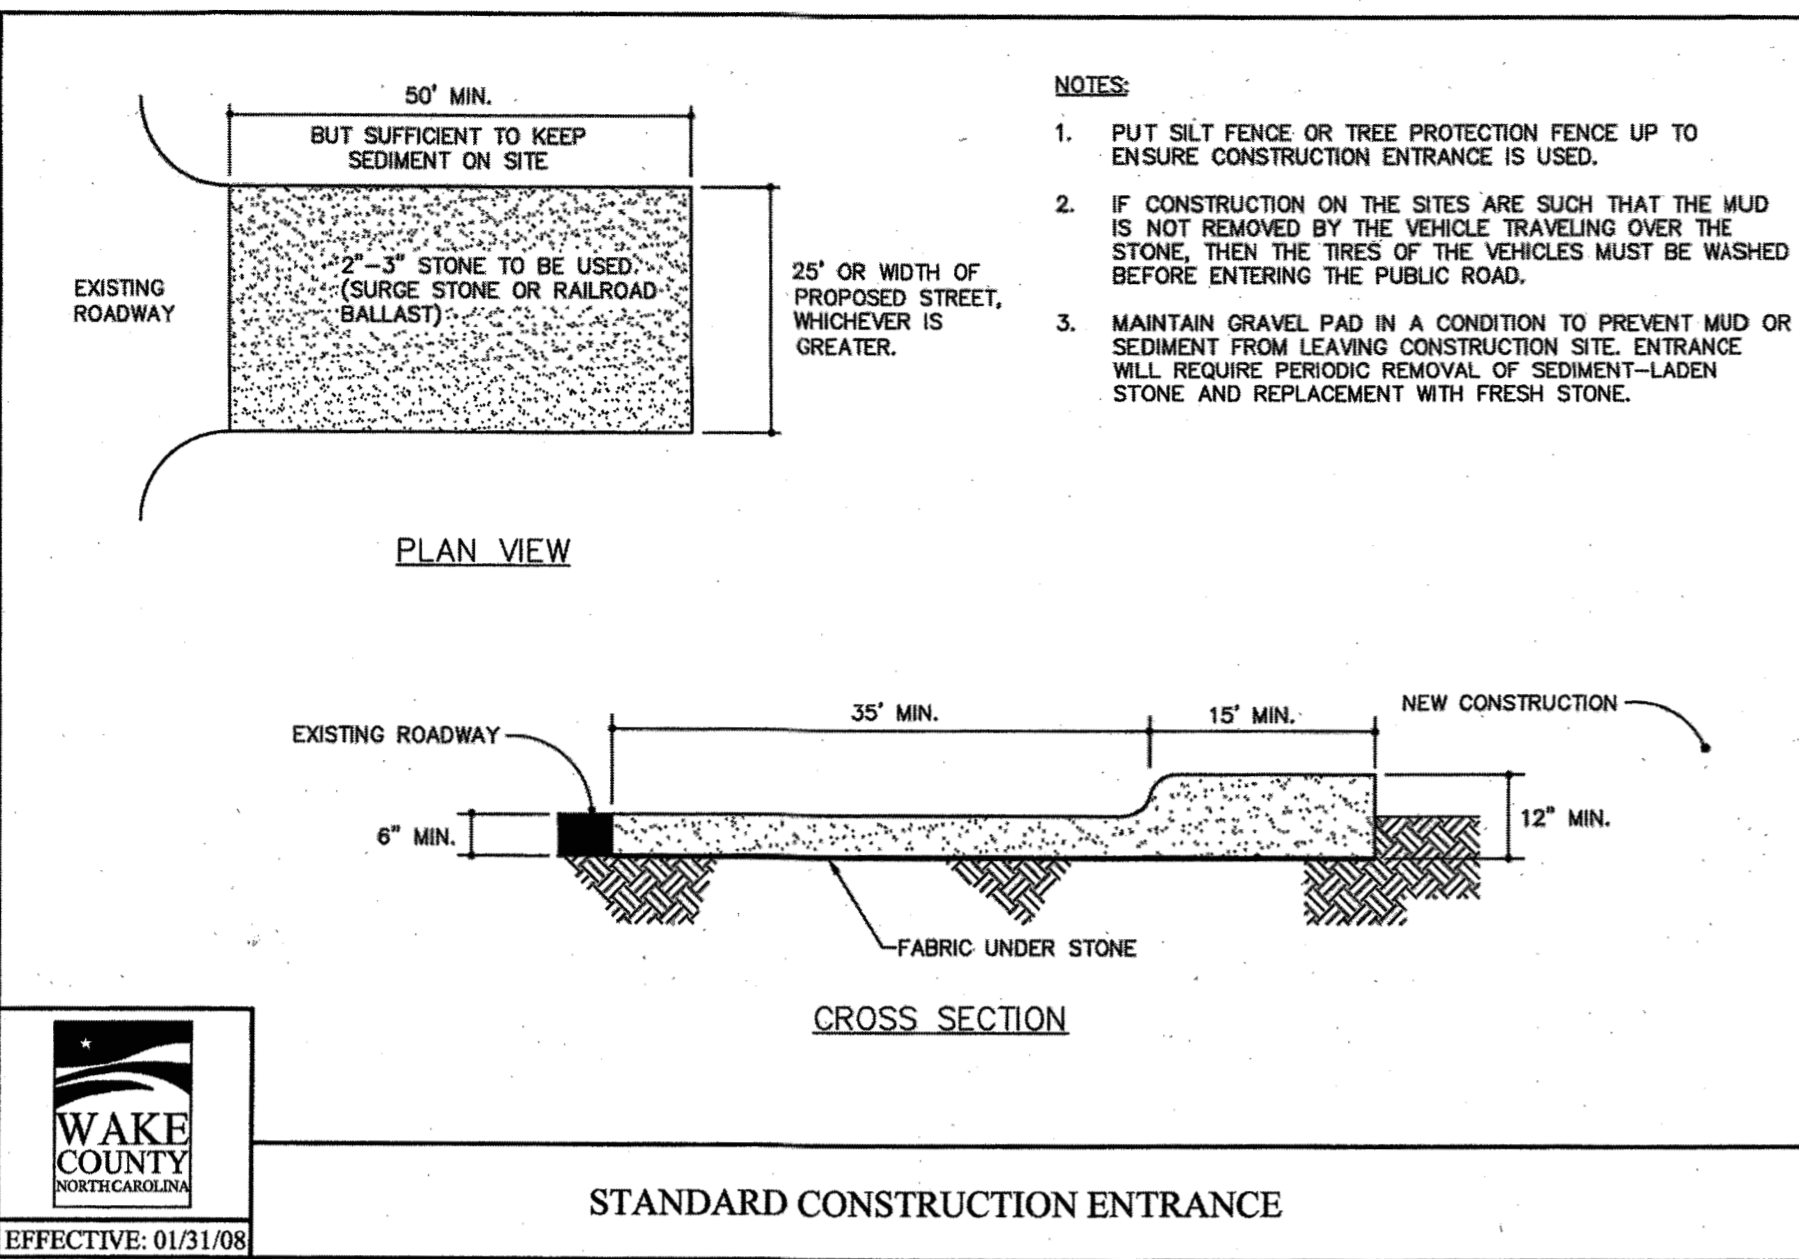 50' MIN.
BUT SUFFICIENT TO KEEP
SEDIMENT ON SITE
EXISTING
ROADWAY
2"-3" STONE TO BE USED.
(SURGE STONE OR RAILROAD
BALLAST)
25' OR WIDTH OF
PROPOSED STREET,
WHICHEVER IS
GREATER.
PLAN VIEW
NOTES:
1. PUT SILT FENCE OR TREE PROTECTION FENCE UP TO
ENSURE CONSTRUCTION ENTRANCE IS USED.
2. IF CONSTRUCTION ON THE SITES ARE SUCH THAT THE MUD
IS NOT REMOVED BY THE VEHICLE TRAVELING OVER THE
STONE, THEN THE TIRES OF THE VEHICLES MUST BE WASHED
BEFORE ENTERING THE PUBLIC ROAD.
3. MAINTAIN GRAVEL PAD IN A CONDITION TO PREVENT MUD OR
SEDIMENT FROM LEAVING CONSTRUCTION SITE. ENTRANCE
WILL REQUIRE PERIODIC REMOVAL OF SEDIMENT-LADEN
STONE AND REPLACEMENT WITH FRESH STONE.
EXISTING ROADWAY
35' MIN.
15' MIN.
NEW CONSTRUCTION
6" MIN.
12" MIN.
FABRIC UNDER STONE
CROSS SECTION
WAKE
COUNTY
NORTH CAROLINA
EFFECTIVE: 01/31/08
STANDARD CONSTRUCTION ENTRANCE